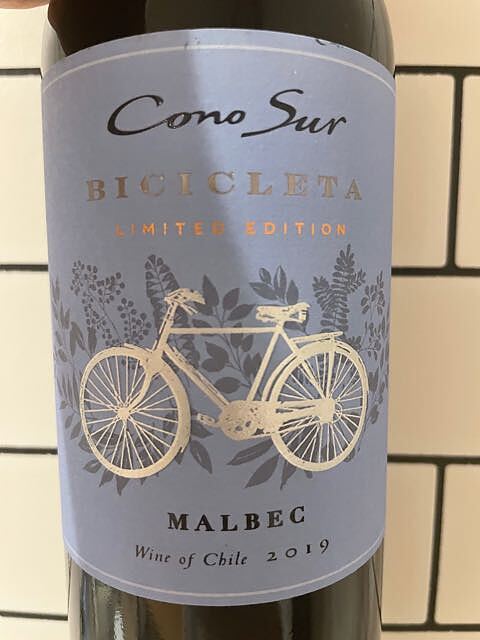 Cono Sur
BICICLETA
LIMITED EDITION
MALBEC
Wine of Chile 2019